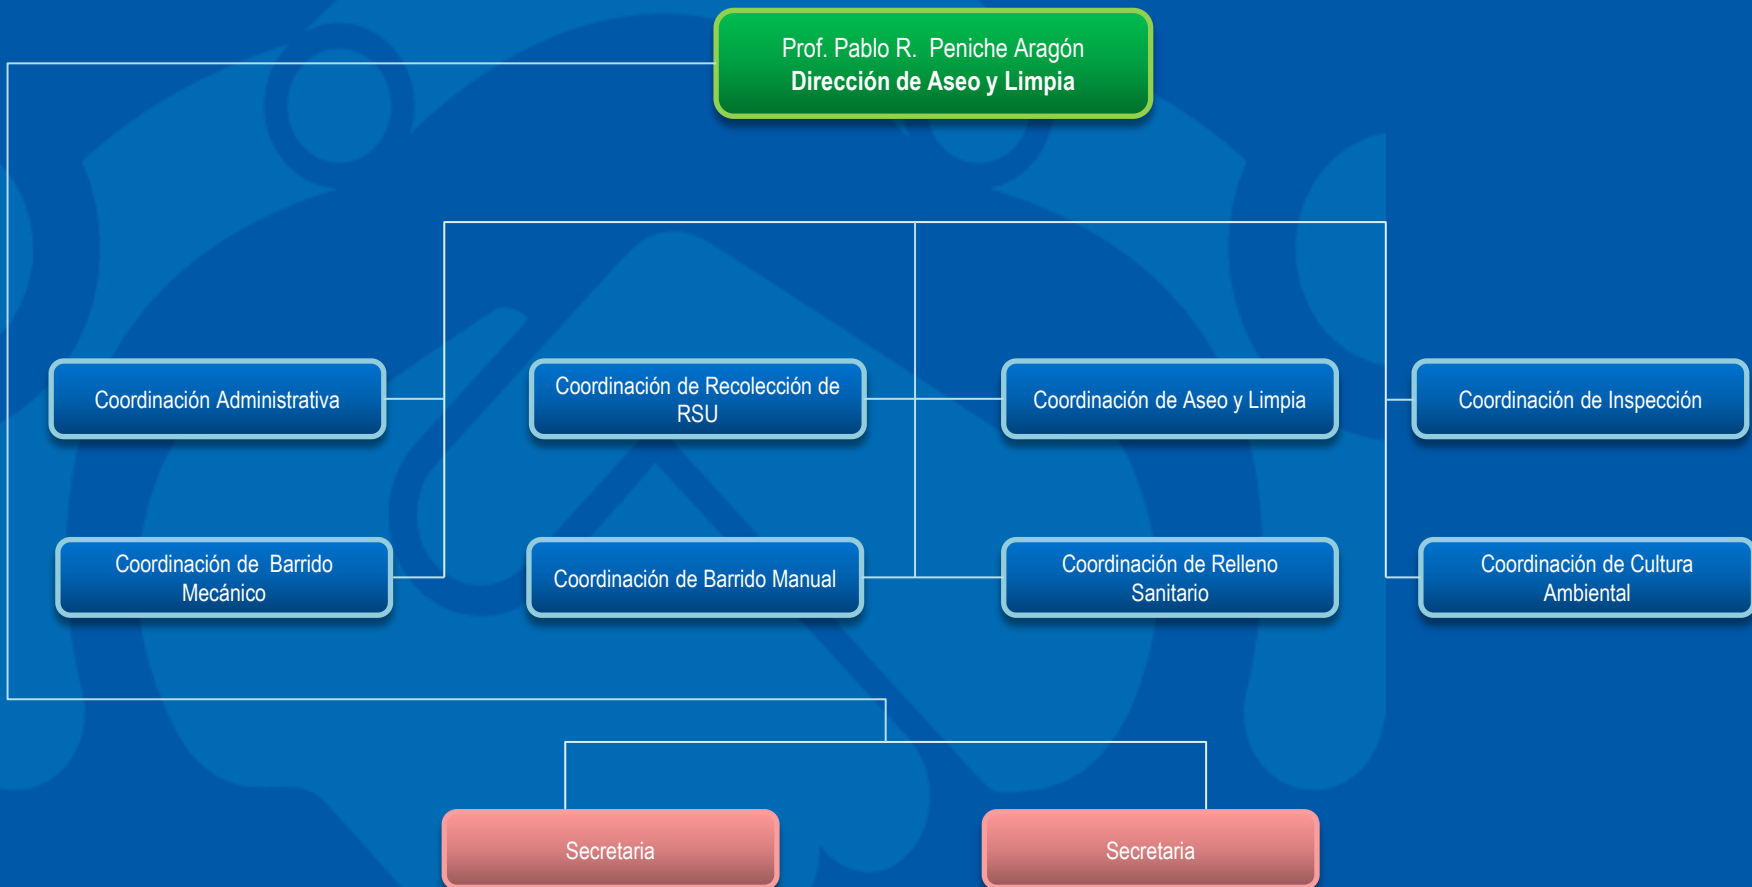 Prof. Pablo R. Peniche Aragón
Dirección de Aseo y Limpia
Coordinación Administrativa
Coordinación de Recolección de
RSU
Coordinación de Aseo y Limpia
Coordinación de Inspección
Coordinación de Barrido
Mecánico
Coordinación de Barrido Manual
Coordinación de Relleno
Sanitario
Coordinación de Cultura
Ambiental
Secretaria
Secretaria